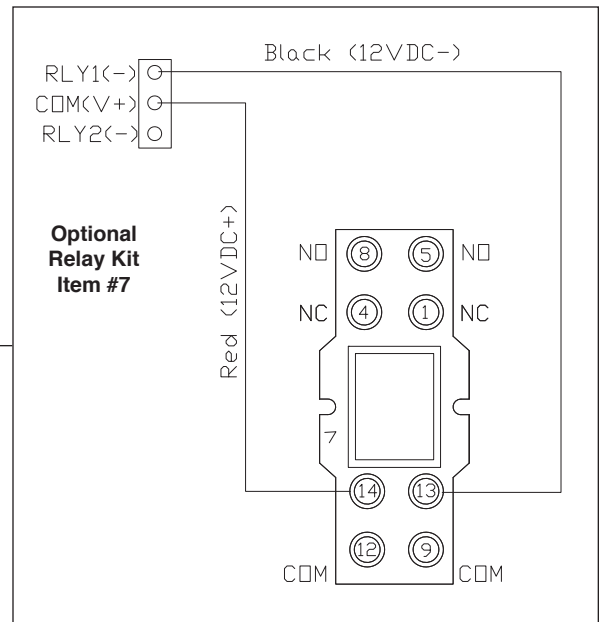 Black (12VDC-)
RLY1(-)
COM(V+)
RLY2(-)
Red (12VDC+)
Optional
Relay Kit
Item #7
NO 8 5 NO
NC 4 1 NC
7
14 13
12 9
COM COM